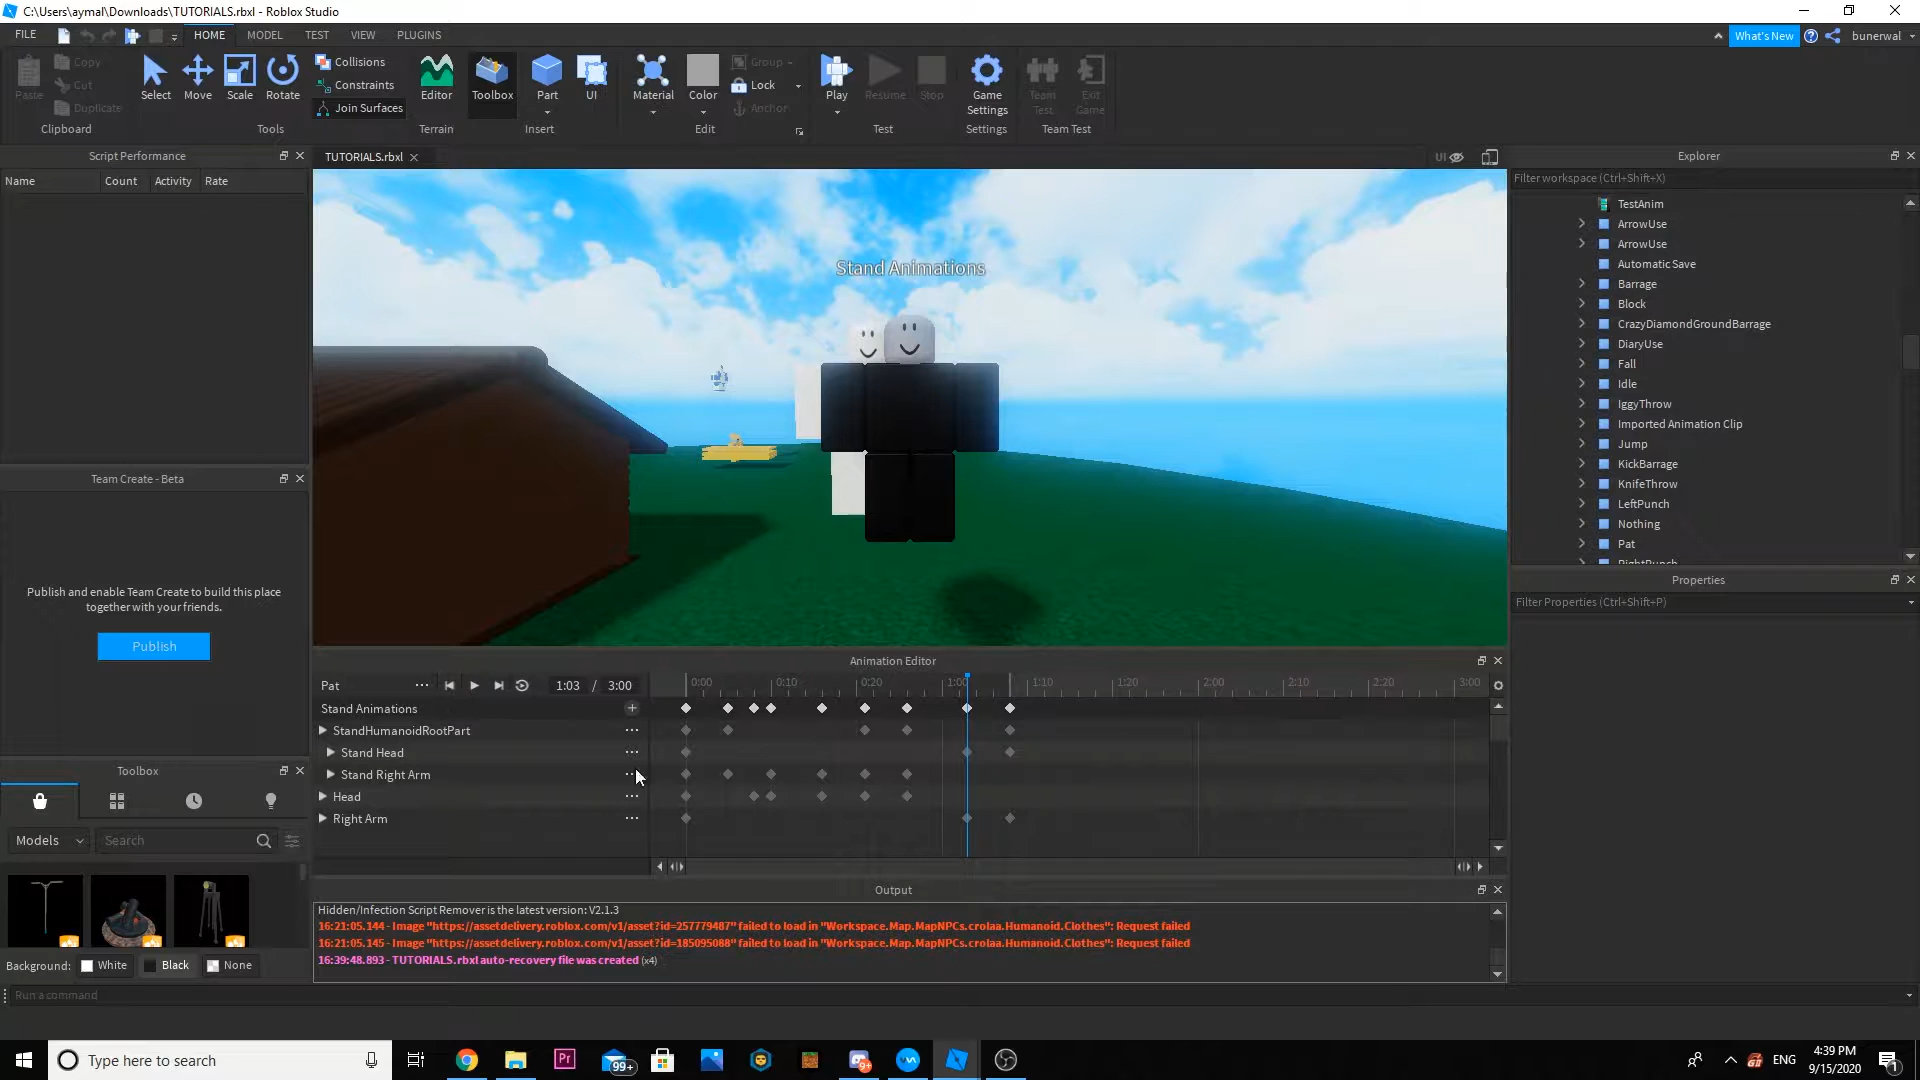 C:\Users\aymal\Downloads\TUTORIALS.rbxl - Roblox Studio
FILE HOME MODEL TEST VIEW PLUGINS What's New bunerwal
Paste Copy Cut Duplicate
Clipboard
Select Move Scale Rotate
Collisions
Constraints
Join Surfaces
Tools
Editor
Terrain
Toolbox Part UI
Insert
Material Color Group Lock Anchor
Edit
Play Resume Stop
Test
Game Settings
Settings
Team Test Exit Game
Team Test
Script Performance
Name Count Activity Rate
TUTORIALS.rbxl
UI
Stand Animations
Explorer
Filter workspace (Ctrl+Shift+X)
TestAnim
ArrowUse
ArrowUse
Automatic Save
Barrage
Block
CrazyDiamondGroundBarrage
DiaryUse
Fall
Idle
IggyThrow
Imported Animation Clip
Jump
KickBarrage
KnifeThrow
LeftPunch
Nothing
Pat
RightPunch
Properties
Filter Properties (Ctrl+Shift+P)
Team Create - Beta
Publish and enable Team Create to build this place
together with your friends.
Publish
Toolbox
Models Search
Background: White Black None
Animation Editor
Pat 1:03 / 3:00 0:00 0:10 0:20 1:00 1:10 1:20 2:00 2:10 2:20 3:00
Stand Animations
StandHumanoidRootPart
Stand Head
Stand Right Arm
Head
Right Arm
Output
Hidden/Infection Script Remover is the latest version: V2.1.3
16:21:05.144 - Image "https://assetdelivery.roblox.com/v1/asset?id=257779487" failed to load in "Workspace.Map.MapNPCs.crolaa.Humanoid.Clothes": Request failed
16:21:05.145 - Image "https://assetdelivery.roblox.com/v1/asset?id=185095088" failed to load in "Workspace.Map.MapNPCs.crolaa.Humanoid.Clothes": Request failed
16:39:48.893 - TUTORIALS.rbxl auto-recovery file was created (x4)
Run a command
Type here to search
Pr
99+
ENG
4:39 PM
9/15/2020
1